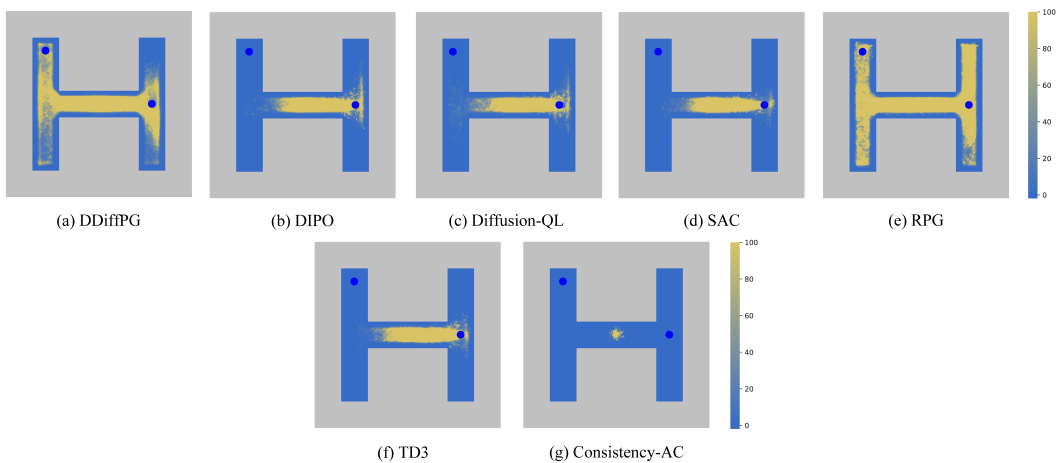 100
80
60
40
20
0
(a) DDiffPG
(b) DIPO
(c) Diffusion-QL
(d) SAC
(e) RPG
100
80
60
40
20
0
(f) TD3
(g) Consistency-AC